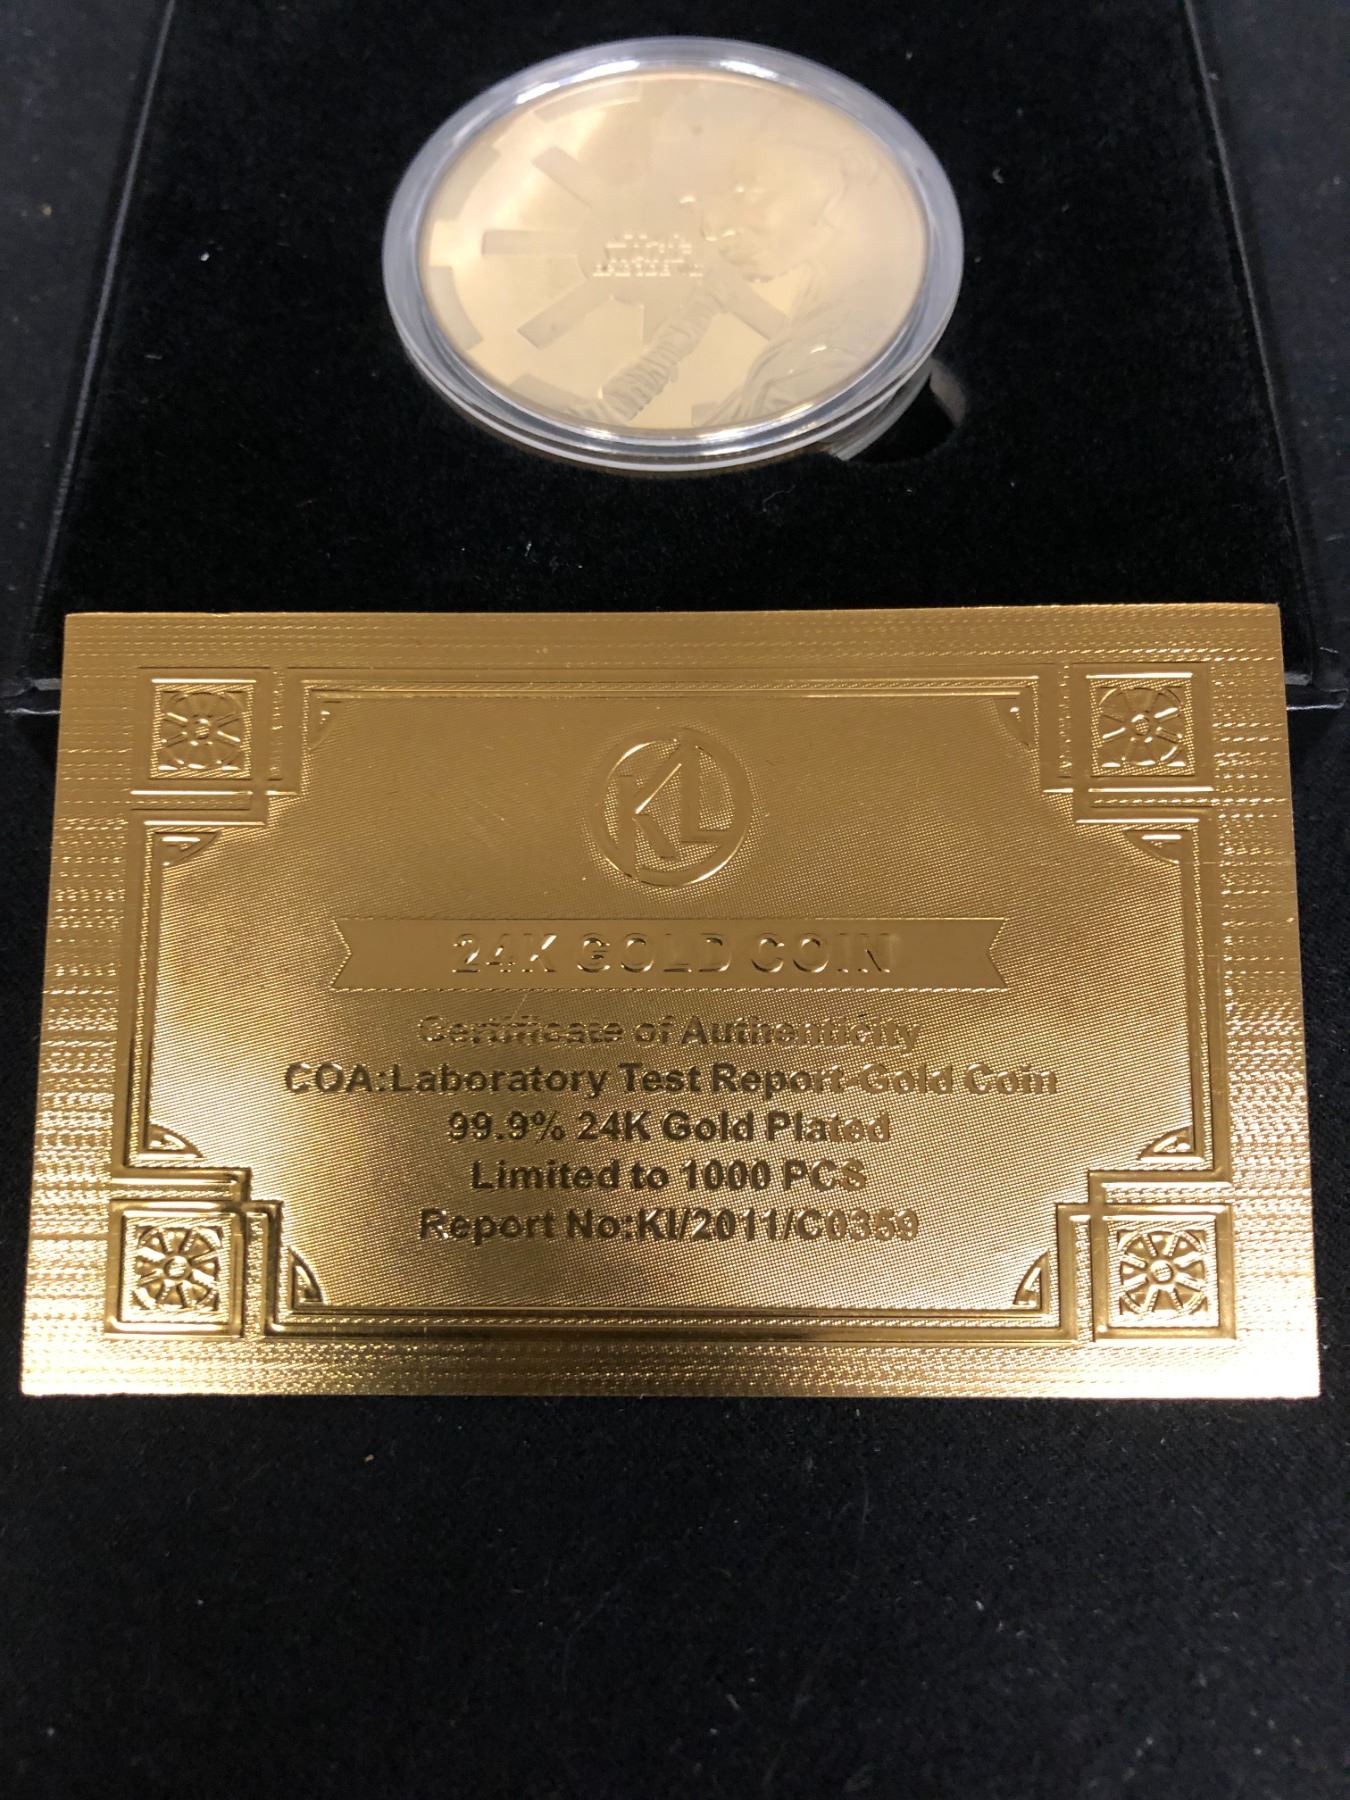 KL
24K GOLD COIN
Certificate of Authenticity
COA:Laboratory Test Report-Gold Coin
99.9% 24K Gold Plated
Limited to 1000 PCS
Report No:KI/2011/C0359